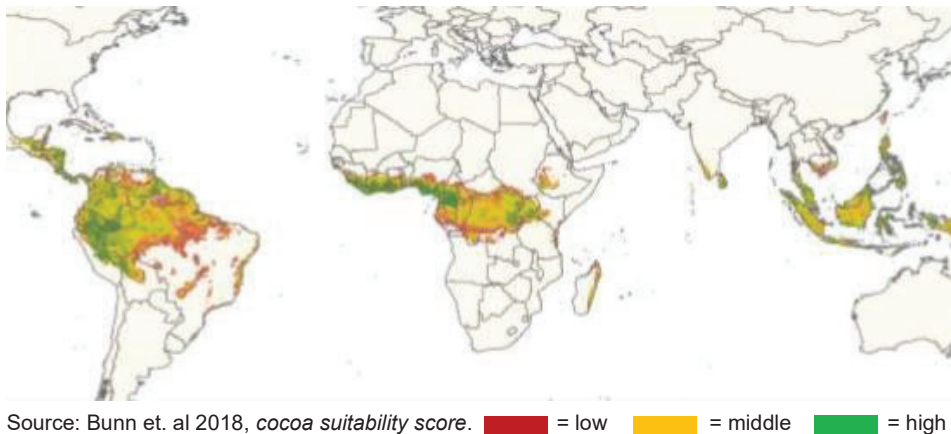 Source: Bunn et. al 2018, cocoa suitability score. = low = middle = high